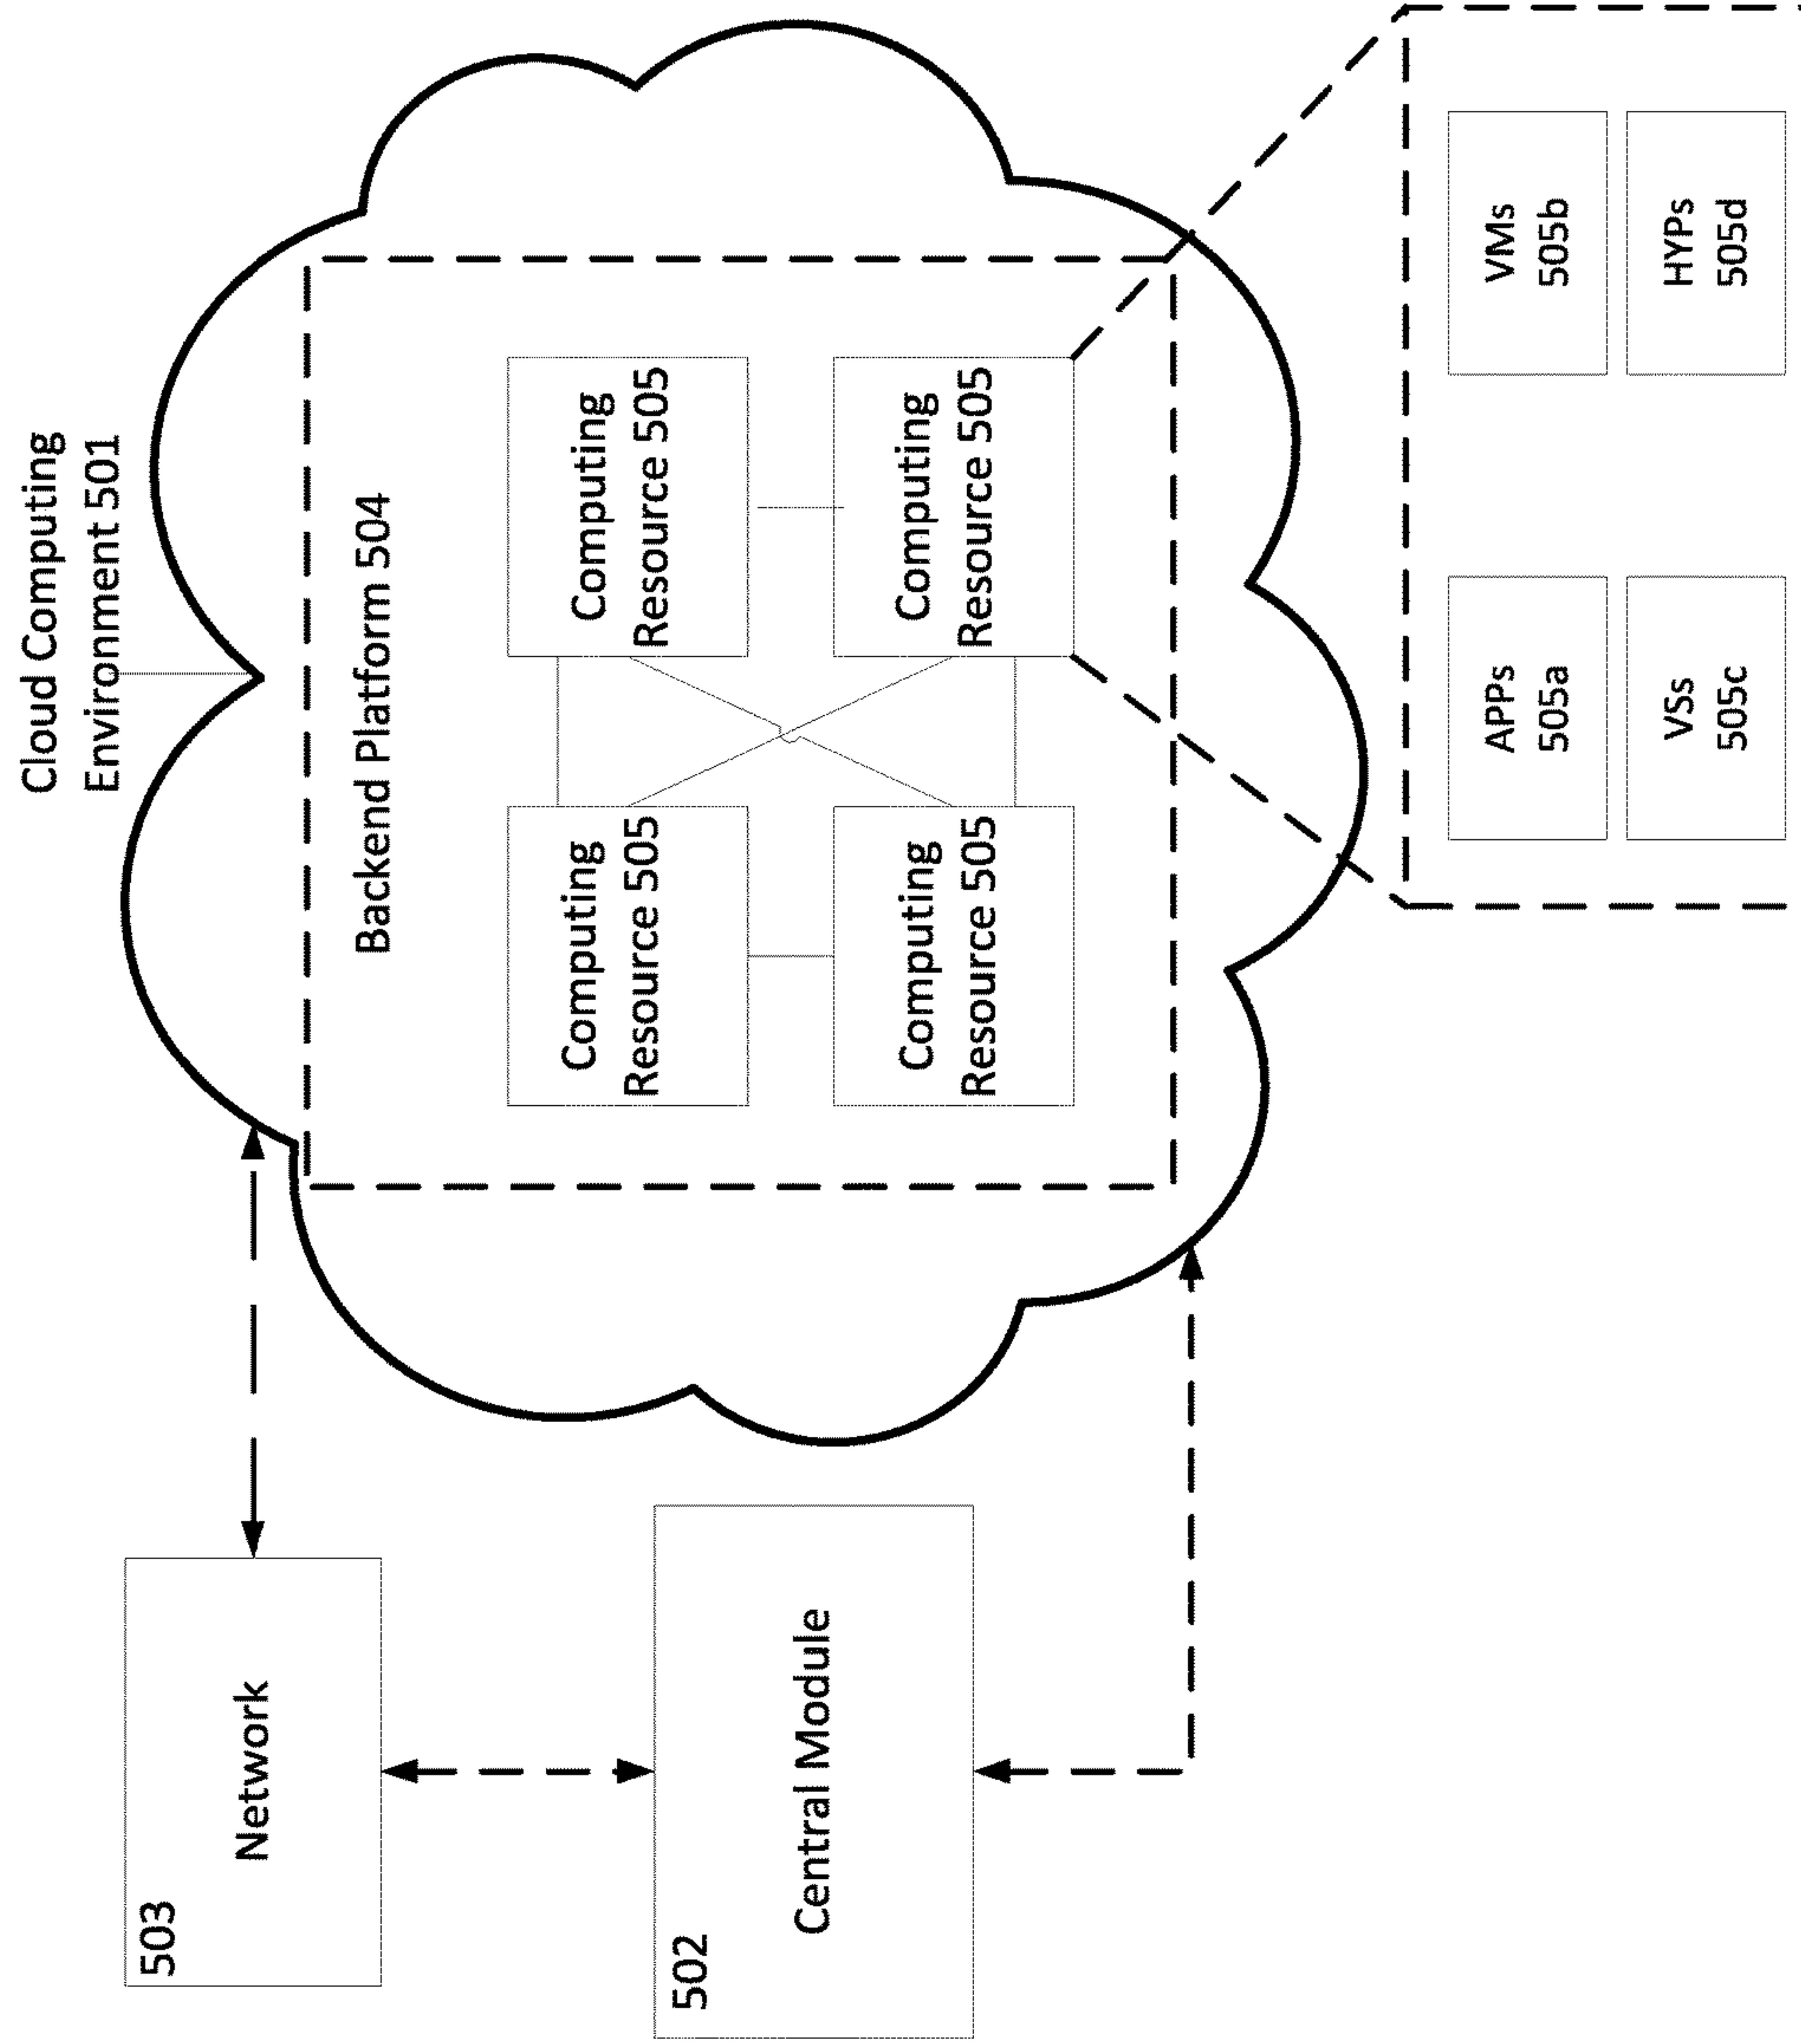 Cloud Computing
Environment 501
503
Network
Backend Platform 504
Computing
Resource 505
Computing
Resource 505
502
Central Module
Computing
Resource 505
Computing
Resource 505
APPs
505a
VMs
505b
VSs
505c
HYPs
505d